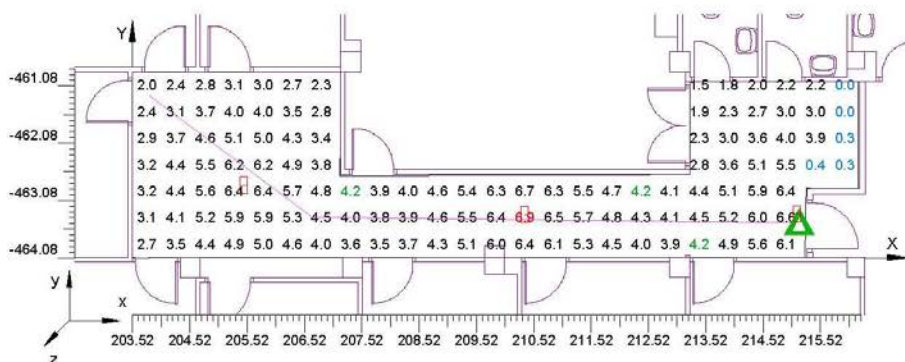 Y
-461.08 2.0 2.4 2.8 3.1 3.0 2.7 2.3 1.5 1.8 2.0 2.2 2.2 0.0
2.4 3.1 3.7 4.0 4.0 3.5 2.8 1.9 2.3 2.7 3.0 3.0 0.0
-462.08 2.9 3.7 4.6 5.1 5.0 4.3 3.4 2.3 3.0 3.6 4.0 3.9 0.3
3.2 4.4 5.5 6.2 6.2 4.9 3.8 2.8 3.6 5.1 5.5 0.4 0.3
-463.08 3.2 4.4 5.6 6.4 6.4 5.7 4.8 4.2 3.9 4.0 4.6 5.4 6.3 6.7 6.3 5.5 4.7 4.2 4.1 4.4 5.1 5.9 6.4
3.1 4.1 5.2 5.9 5.9 5.3 4.5 4.0 3.8 3.9 4.6 5.5 6.4 6.9 6.5 5.7 4.8 4.3 4.1 4.5 5.2 6.0 6.6
-464.08 2.7 3.5 4.4 4.9 5.0 4.6 4.0 3.6 3.5 3.7 4.3 5.1 6.0 6.4 6.1 5.3 4.5 4.0 3.9 4.2 4.9 5.6 6.1 X
y
x
z
203.52 204.52 205.52 206.52 207.52 208.52 209.52 210.52 211.52 212.52 213.52 214.52 215.52